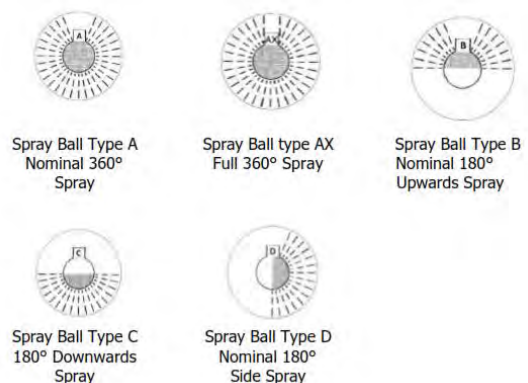 A
AX
B
Spray Ball Type A
Nominal 360°
Spray
Spray Ball type AX
Full 360° Spray
Spray Ball Type B
Nominal 180°
Upwards Spray
C
D
Spray Ball Type C
180° Downwards
Spray
Spray Ball Type D
Nominal 180°
Side Spray